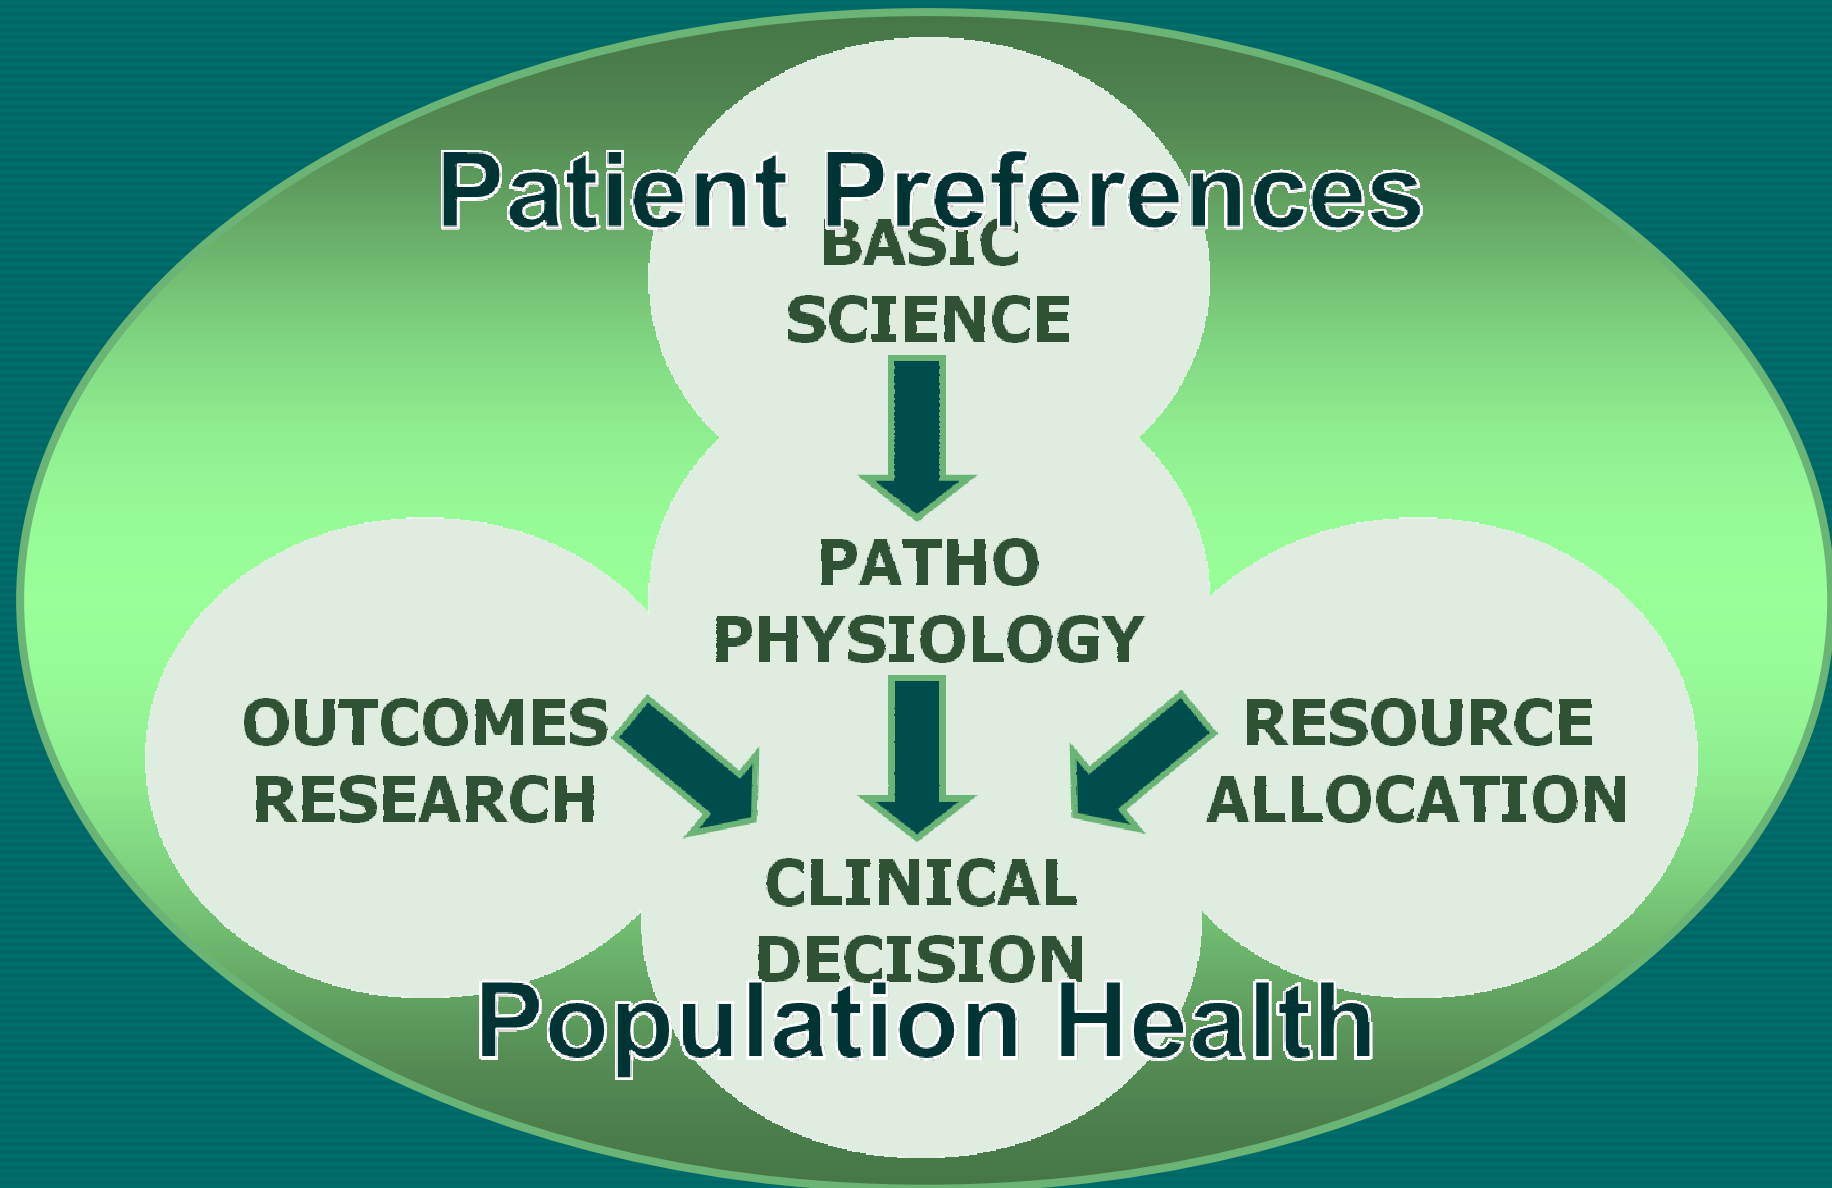 Patient Preferences
BASIC
SCIENCE
PATHO
PHYSIOLOGY
OUTCOMES
RESEARCH
RESOURCE
ALLOCATION
CLINICAL
DECISION
Population Health